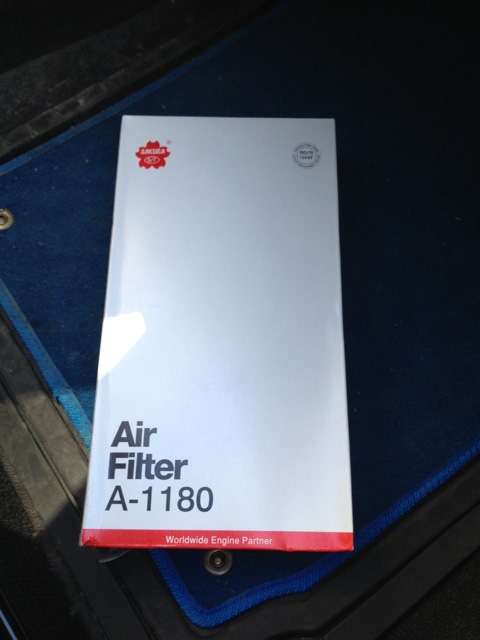 SAKURA
®
Air
Filter
A-1180
Worldwide Engine Partner